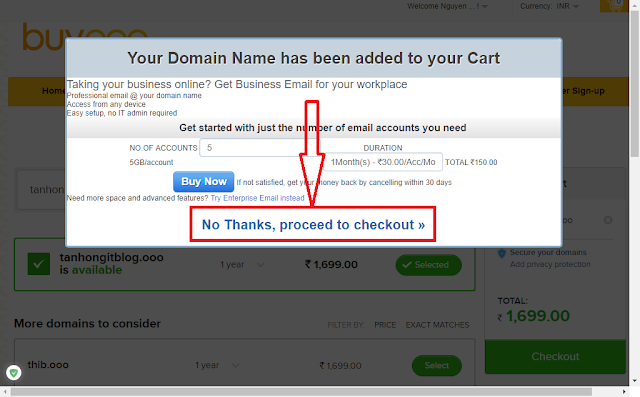 Welcome Nguyen... !
Currency: INR
0
buyooo
Your Domain Name has been added to your Cart
Taking your business online? Get Business Email for your workplace
Professional email @ your domain name
Access from any device
Easy setup, no IT admin required
Get started with just the number of email accounts you need
NO.OF ACCOUNTS 5 DURATION
5GB/account 1Month(s) - ₹30.00/Acc/Mo TOTAL ₹150.00
Buy Now If not satisfied, get your money back by cancelling within 30 days
Need more space and advanced features? Try Enterprise Email instead
No Thanks, proceed to checkout »
Sign-up
tanhongitblog.ooo
is available
1 year
₹ 1,699.00
Selected
Secure your domain
Add privacy protection
TOTAL:
₹ 1,699.00
Checkout
More domains to consider
FILTER BY: PRICE EXACT MATCHES
thib.ooo
1 year
₹ 1,699.00
Select